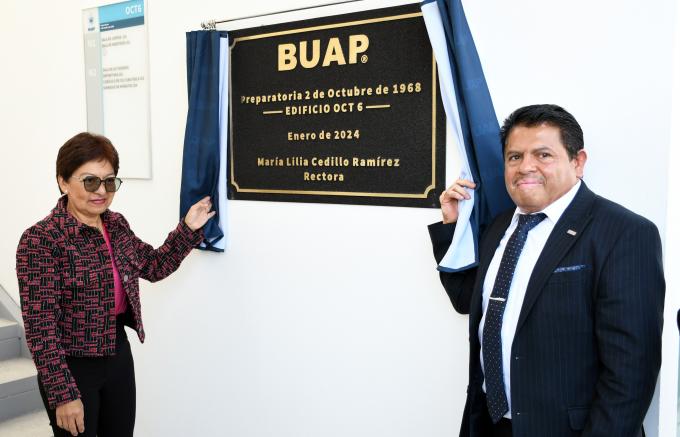 OCT6
BUAP
BUAP®
Preparatoria 2 de Octubre de 1968
EDIFICIO OCT 6
Enero de 2024
María Lilia Cedillo Ramírez
Rectora